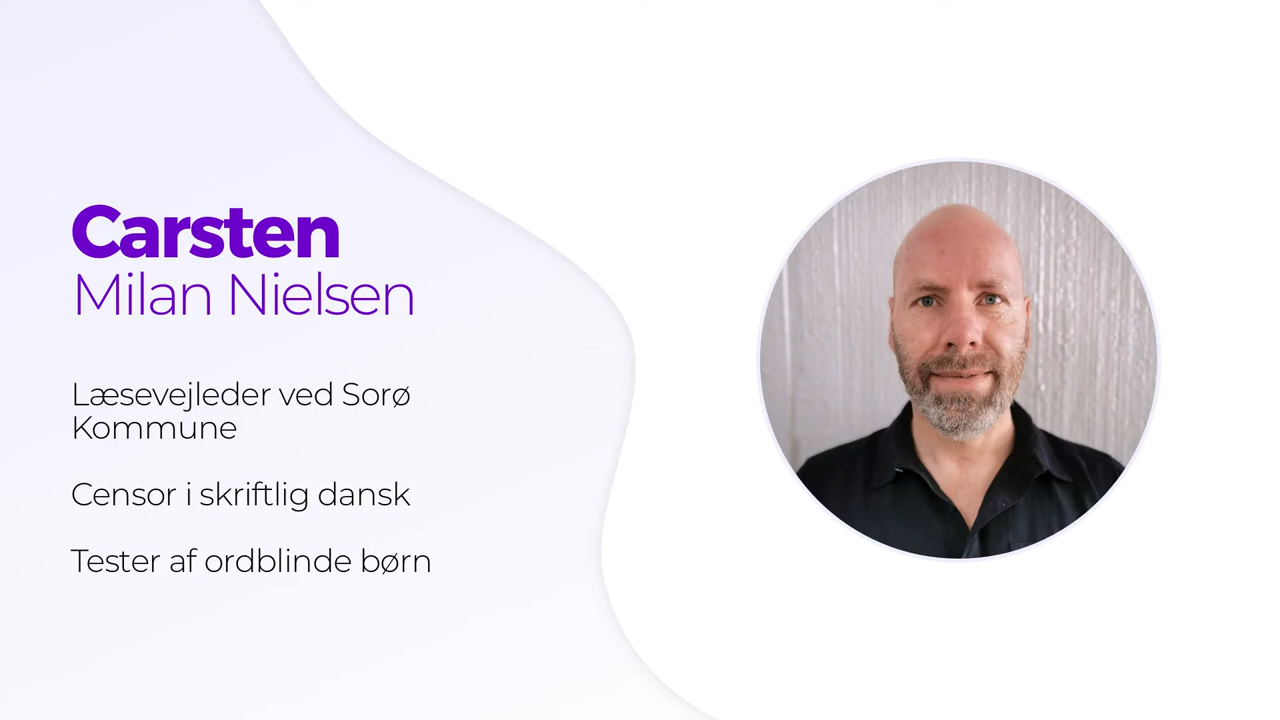 Carsten
Milan Nielsen
Læsevejleder ved Sorø
Kommune
Censor i skriftlig dansk
Tester af ordblinde børn